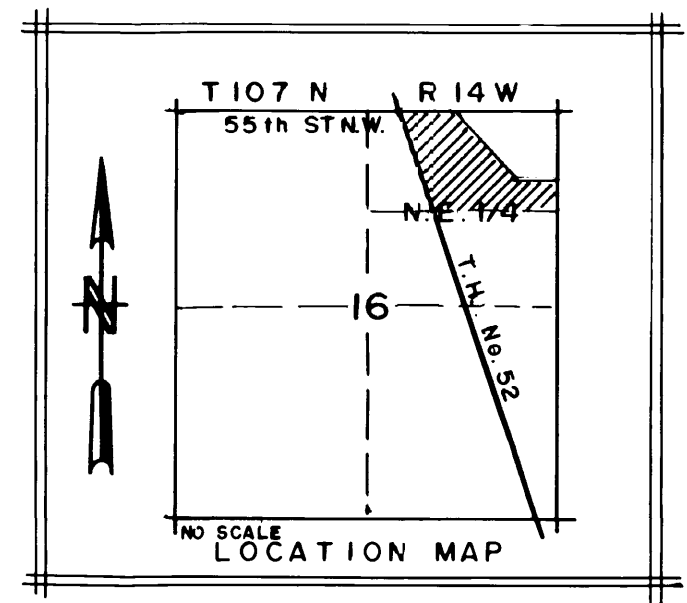 T 107 N R 14 W
55th ST N.W.
N.E. 1/4
N
16
T.H. No. 52
NO SCALE
LOCATION MAP